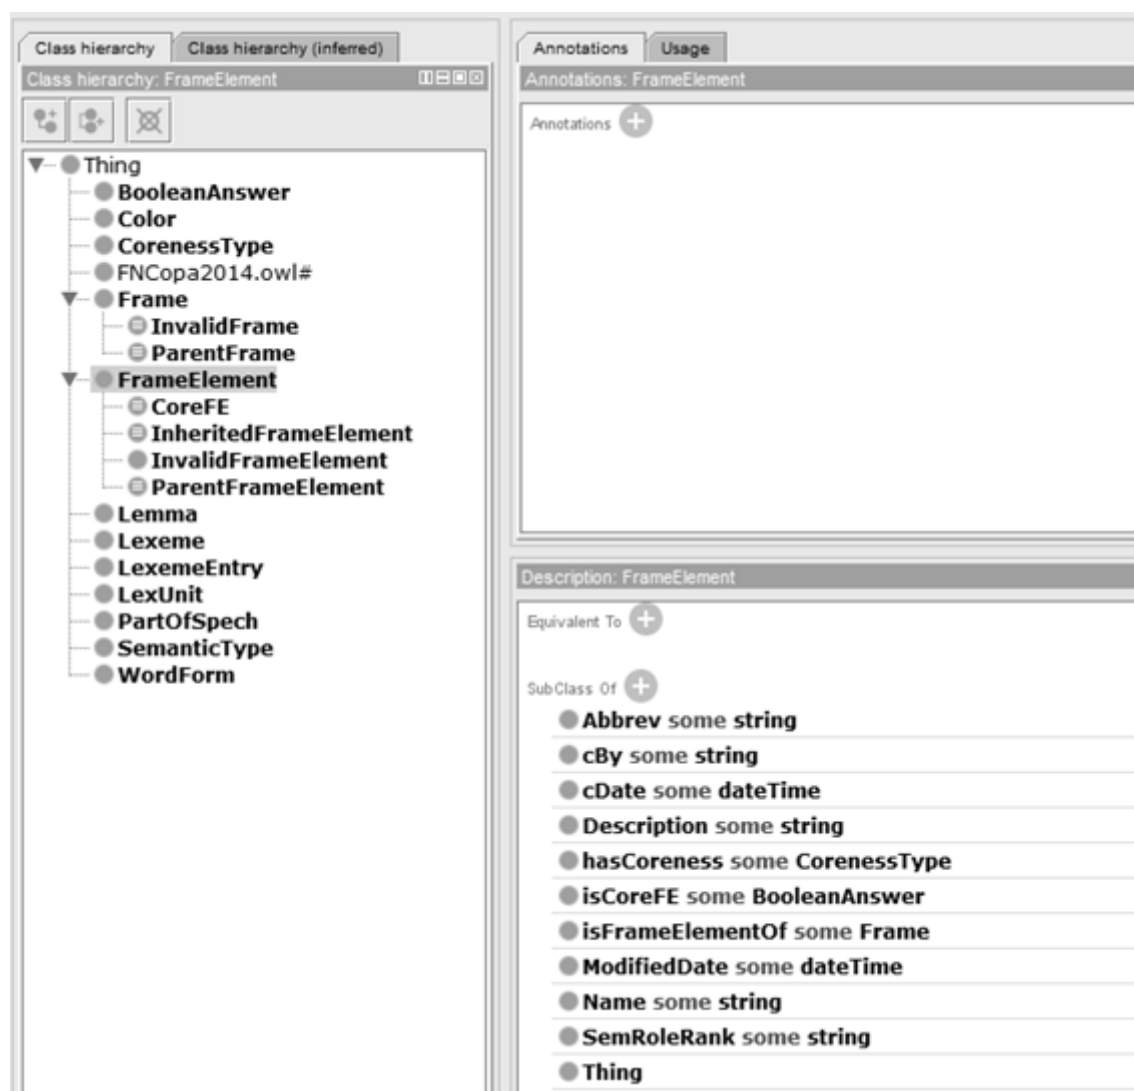 Class hierarchy
Class hierarchy (inferred)
Class hierarchy: FrameElement
Thing
BooleanAnswer
Color
CorenessType
FNCopa2014.owl#
Frame
InvalidFrame
ParentFrame
FrameElement
CoreFE
InheritedFrameElement
InvalidFrameElement
ParentFrameElement
Lemma
Lexeme
LexemeEntry
LexUnit
PartOfSpech
SemanticType
WordForm
Annotations
Usage
Annotations: FrameElement
Annotations
Description: FrameElement
Equivalent To
SubClass Of
Abbrev some string
cBy some string
cDate some dateTime
Description some string
hasCoreness some CorenessType
isCoreFE some BooleanAnswer
isFrameElementOf some Frame
ModifiedDate some dateTime
Name some string
SemRoleRank some string
Thing